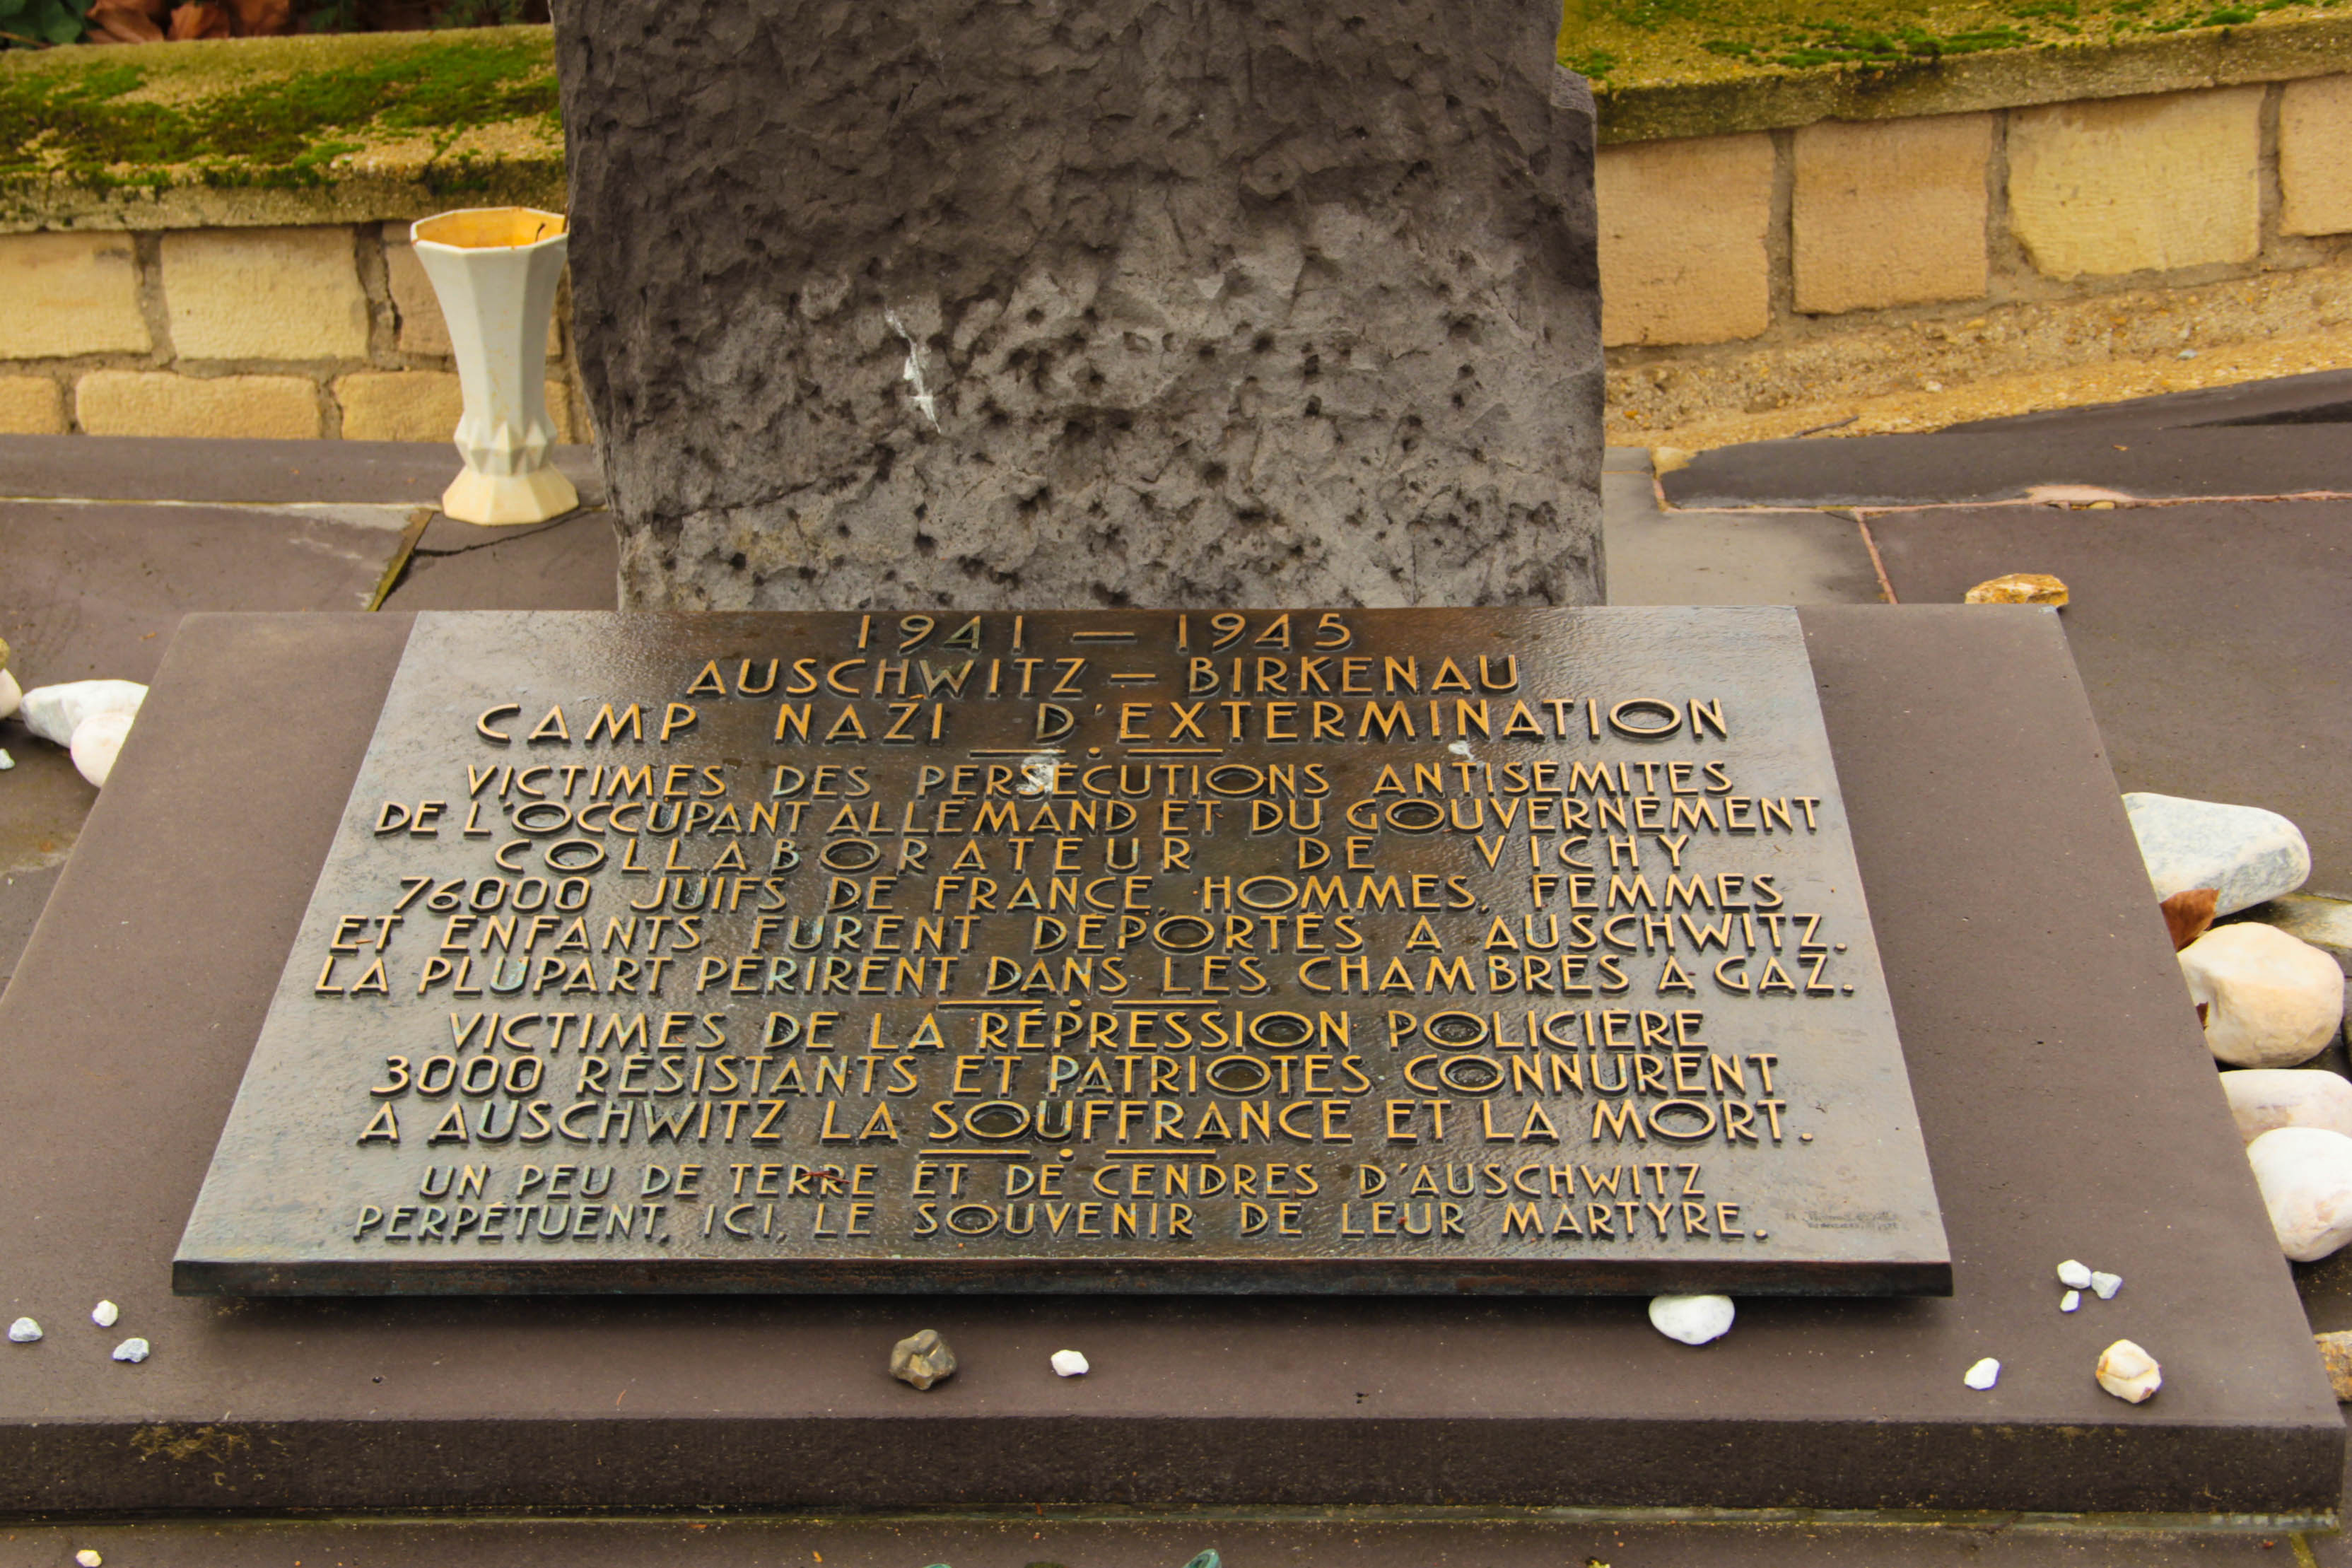 1941 — 1945
AUSCHWITZ — BIRKENAU
CAMP NAZI D'EXTERMINATION
VICTIMES DES PERSÉCUTIONS ANTISÉMITES
DE L'OCCUPANT ALLEMAND ET DU GOUVERNEMENT
COLLABORATEUR DE VICHY
76000 JUIFS DE FRANCE, HOMMES, FEMMES
ET ENFANTS FURENT DÉPORTÉS A AUSCHWITZ.
LA PLUPART PÉRIRENT DANS LES CHAMBRES A GAZ.
VICTIMES DE LA RÉPRESSION POLICIÈRE
3000 RÉSISTANTS ET PATRIOTES CONNURENT
A AUSCHWITZ LA SOUFFRANCE ET LA MORT.
UN PEU DE TERRE ET DE CENDRES D'AUSCHWITZ
PERPÉTUENT, ICI, LE SOUVENIR DE LEUR MARTYRE.